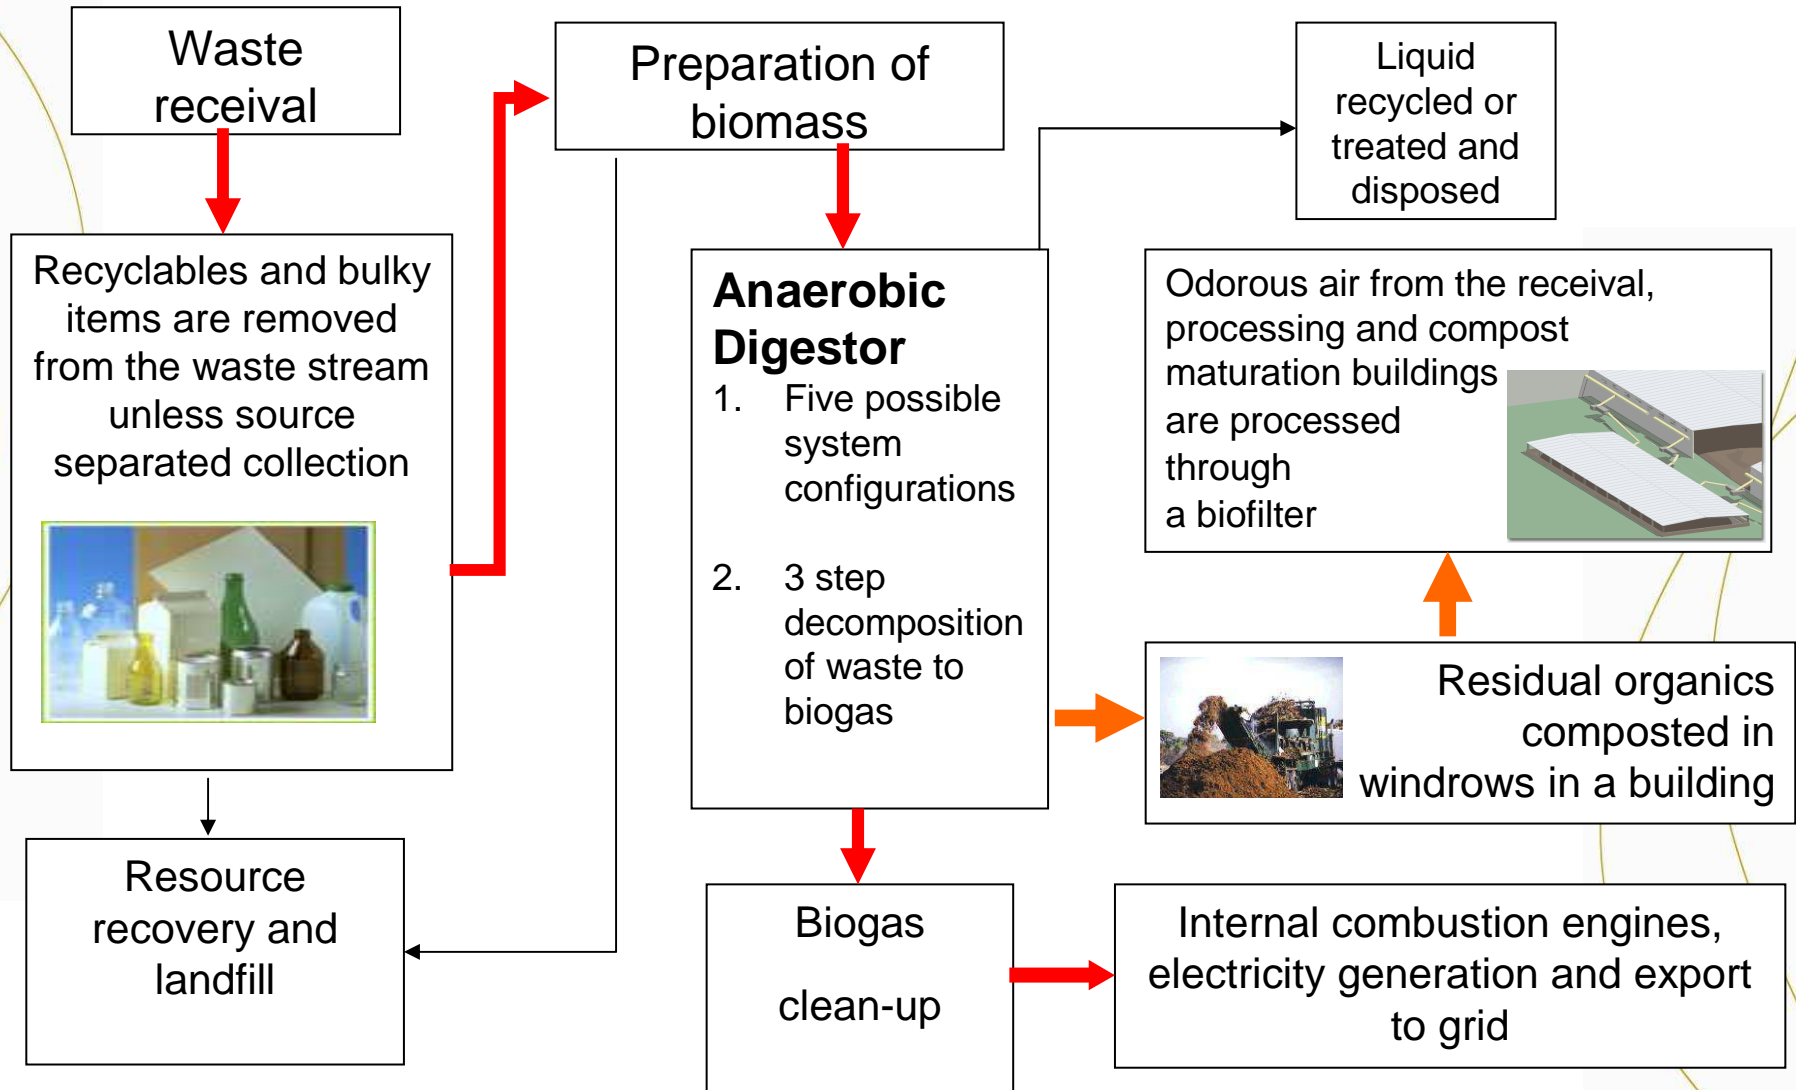 Waste
receival
Preparation of
biomass
Liquid
recycled or
treated and
disposed
Recyclables and bulky
items are removed
from the waste stream
unless source
separated collection
Anaerobic
Digestor
1. Five possible
system
configurations
2. 3 step
decomposition
of waste to
biogas
Odorous air from the receival,
processing and compost
maturation buildings
are processed
through
a biofilter
Residual organics
composted in
windrows in a building
Resource
recovery and
landfill
Biogas
clean-up
Internal combustion engines,
electricity generation and export
to grid